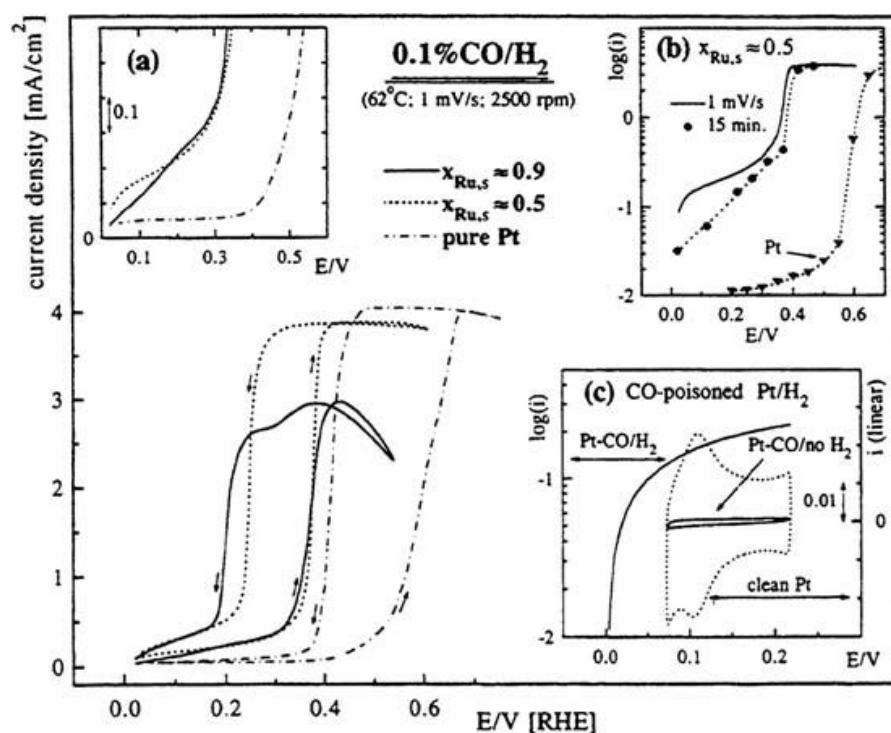 (a)
0.1%CO/H₂
(62°C; 1 mV/s; 2500 rpm)
x_Ru,s ≈ 0.9
x_Ru,s ≈ 0.5
pure Pt
current density [mA/cm²]
0.1
0
0.1 0.3 0.5
E/V
4
3
2
1
0
0.0 0.2 0.4 0.6
E/V [RHE]
(b) x_Ru,s ≈ 0.5
log(i)
1 mV/s
15 min.
Pt
0
-1
-2
0.0 0.2 0.4 0.6
E/V
(c) CO-poisoned Pt/H₂
log(i)
i (linear)
Pt-CO/H₂
Pt-CO/no H₂
-1
0.01
0
clean Pt
-2
0.0 0.1 0.2
E/V